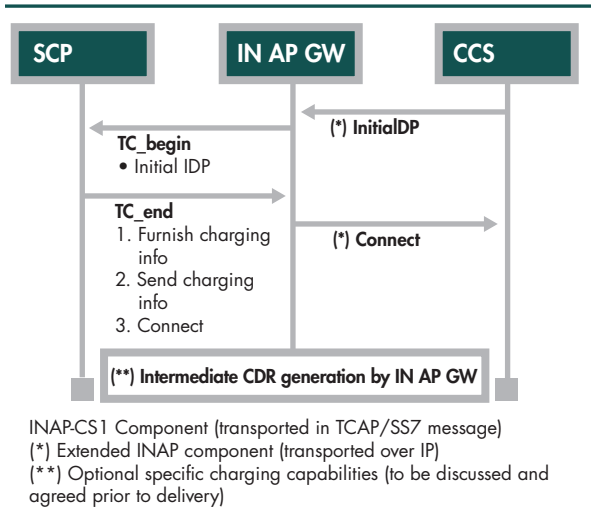 SCP
IN AP GW
CCS
(*) InitialDP
TC_begin
• Initial IDP
TC_end
1. Furnish charging
info
2. Send charging
info
3. Connect
(*) Connect
(**) Intermediate CDR generation by IN AP GW
INAP-CS1 Component (transported in TCAP/SS7 message)
(*) Extended INAP component (transported over IP)
(**) Optional specific charging capabilities (to be discussed and
agreed prior to delivery)